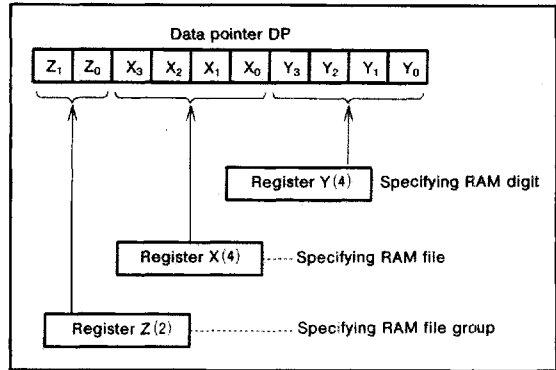 Data pointer DP
Z₁ Z₀ X₃ X₂ X₁ X₀ Y₃ Y₂ Y₁ Y₀
Register Y(4) Specifying RAM digit
Register X(4) Specifying RAM file
Register Z(2) Specifying RAM file group